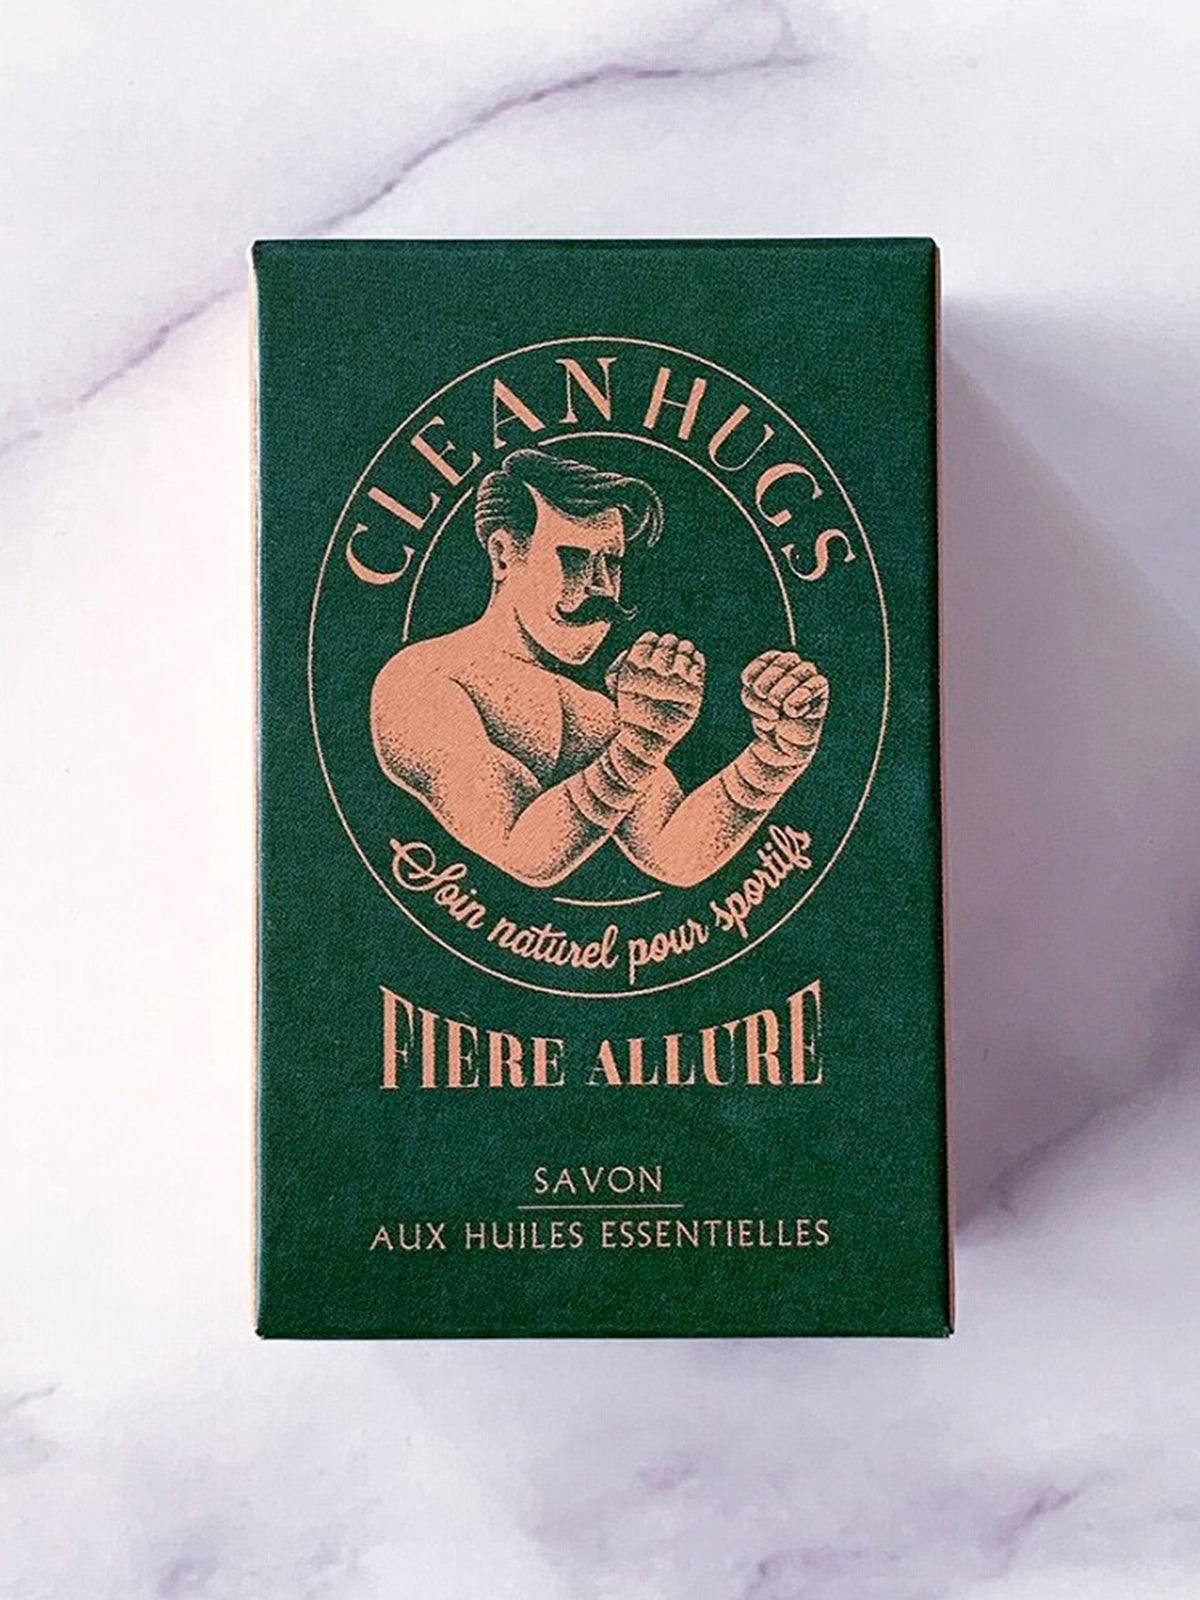 CLEANHUGS
Soin naturel pour sportifs
FIERE ALLURE
SAVON
AUX HUILES ESSENTIELLES